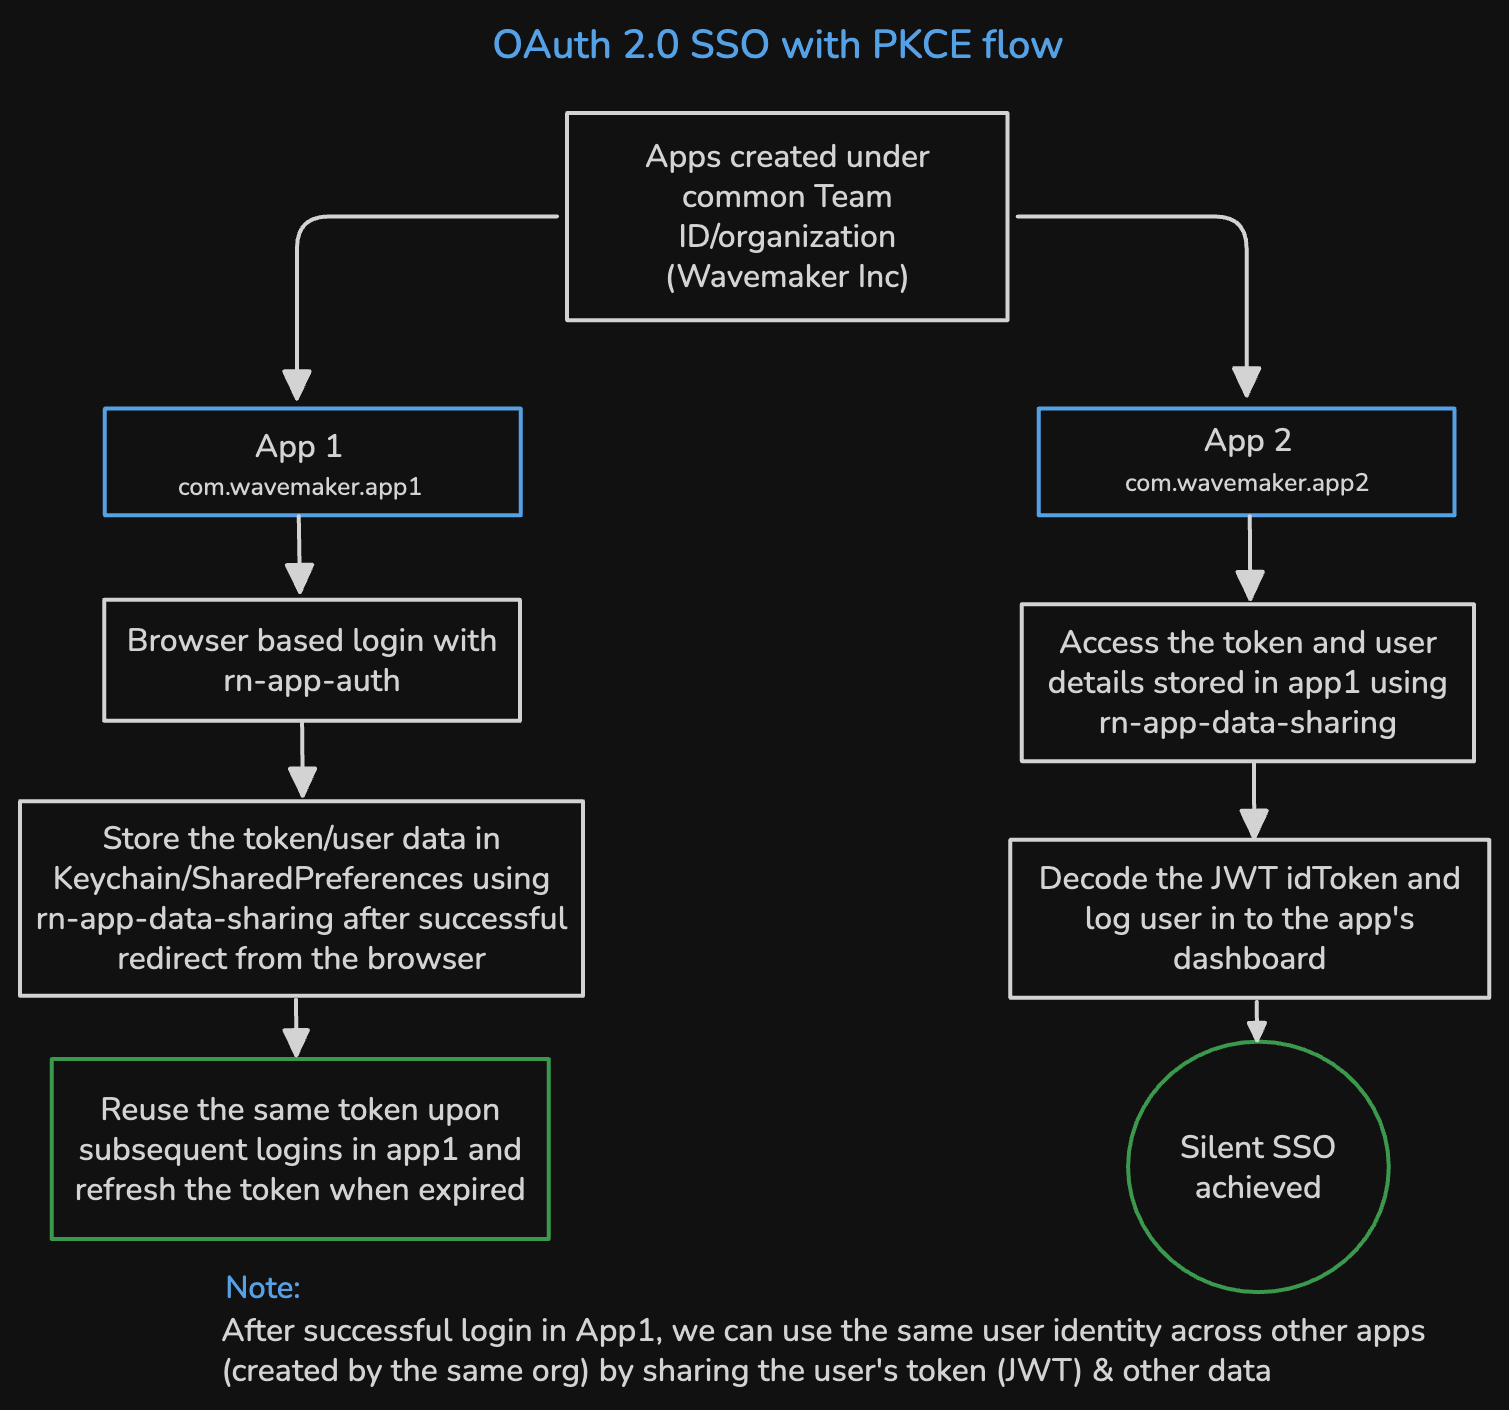 OAuth 2.0 SSO with PKCE flow
Apps created under
common Team
ID/organization
(Wavemaker Inc)
App 1
com.wavemaker.app1
Browser based login with
rn-app-auth
Store the token/user data in
Keychain/SharedPreferences using
rn-app-data-sharing after successful
redirect from the browser
Reuse the same token upon
subsequent logins in app1 and
refresh the token when expired
App 2
com.wavemaker.app2
Access the token and user
details stored in app1 using
rn-app-data-sharing
Decode the JWT idToken and
log user in to the app's
dashboard
Silent SSO
achieved
Note:
After successful login in App1, we can use the same user identity across other apps
(created by the same org) by sharing the user's token (JWT) & other data